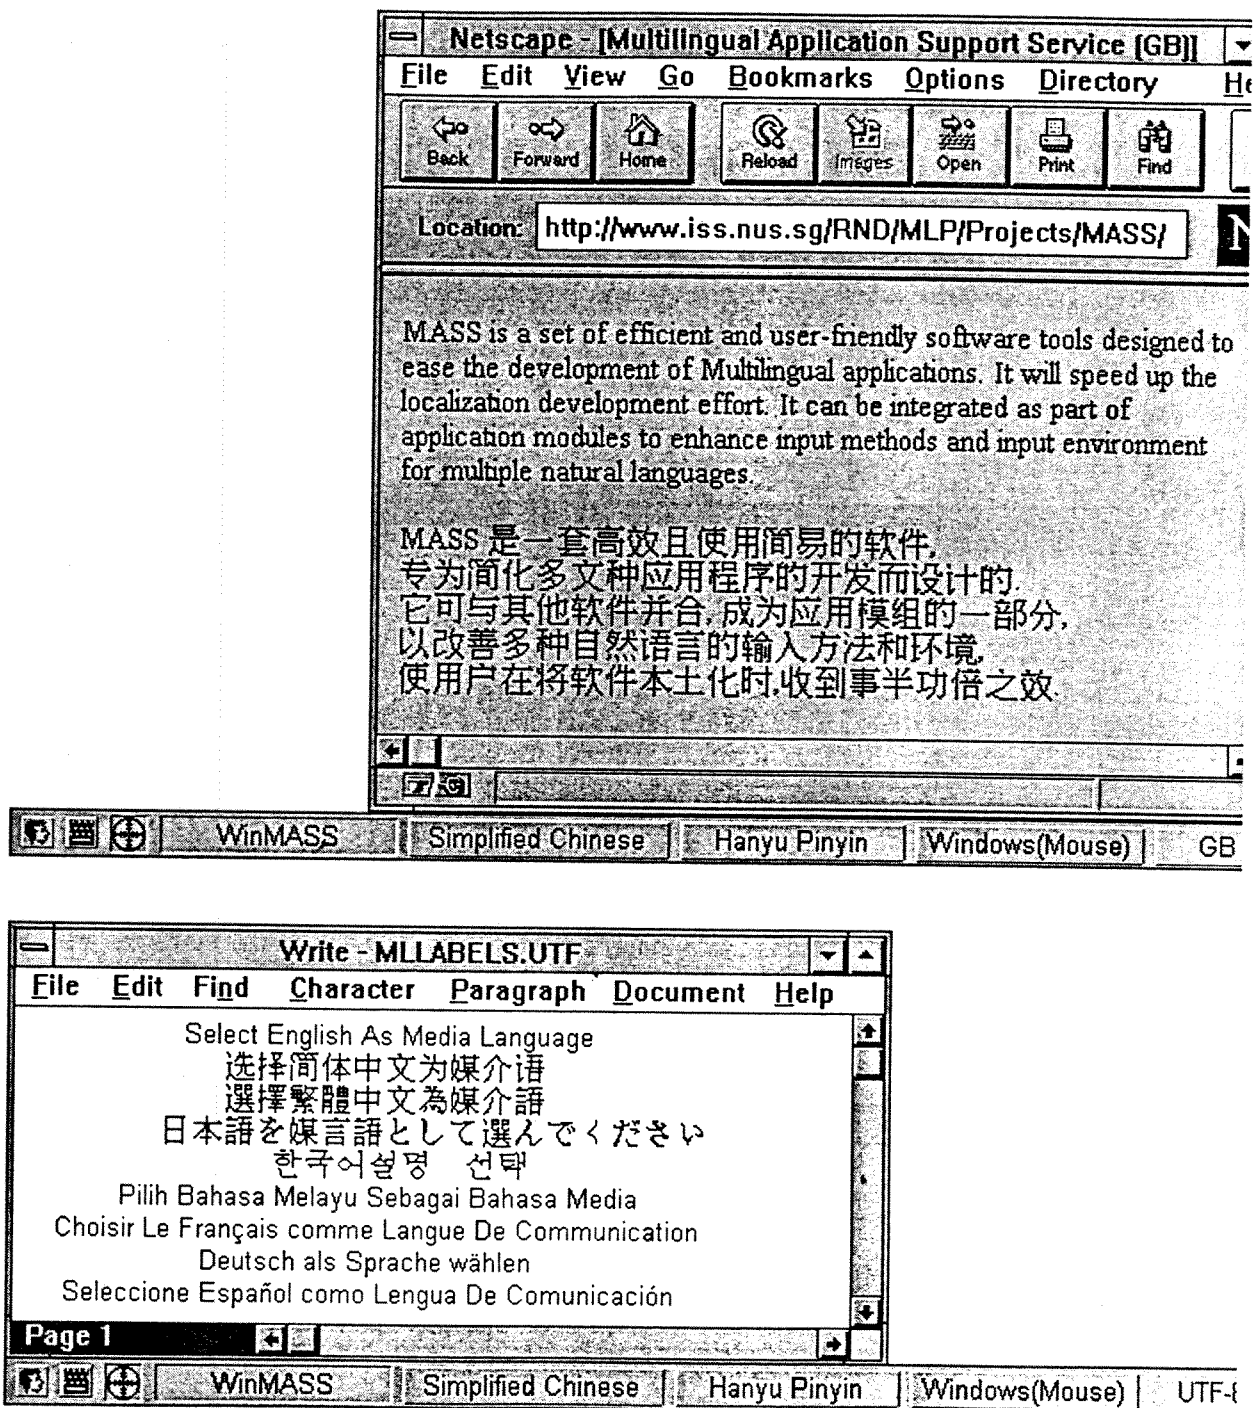 Netscape - [Multilingual Application Support Service (GB)]
File Edit View Go Bookmarks Options Directory
Back Forward Home Reload Images Open Print Find
Location: http://www.iss.nus.sg/RND/MLP/Projects/MASS/
MASS is a set of efficient and user-friendly software tools designed to
ease the development of Multilingual applications. It will speed up the
localization development effort. It can be integrated as part of
application modules to enhance input methods and input environment
for multiple natural languages.
MASS 是一套高效且使用简易的软件,
专为简化多文种应用程序的开发而设计的.
它可与其他软件并合, 成为应用模组的一部分,
以改善多种自然语言的输入方法和环境,
使用户在将软件本土化时,收到事半功倍之效.
WinMASS Simplified Chinese Hanyu Pinyin Windows(Mouse) GB
Write - MLLABELS.UTF
File Edit Find Character Paragraph Document Help
Select English As Media Language
选择简体中文为媒介语
選擇繁體中文為媒介語
日本語を媒言語として選んでください
한국어설명 선택
Pilih Bahasa Melayu Sebagai Bahasa Media
Choisir Le Français comme Langue De Communication
Deutsch als Sprache wählen
Seleccione Español como Lengua De Comunicación
Page 1
WinMASS Simplified Chinese Hanyu Pinyin Windows(Mouse)